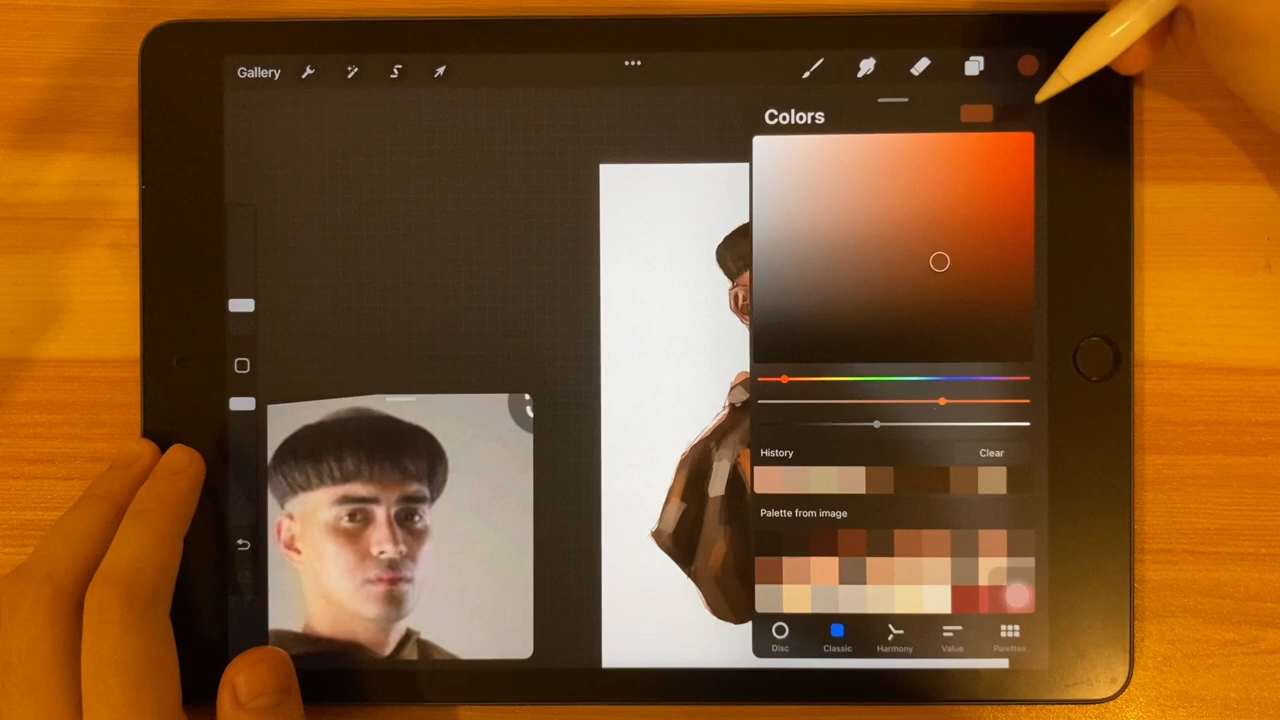 Gallery
Colors
History
Clear
Palette from image
Disc
Classic
Harmony
Value
Palettes